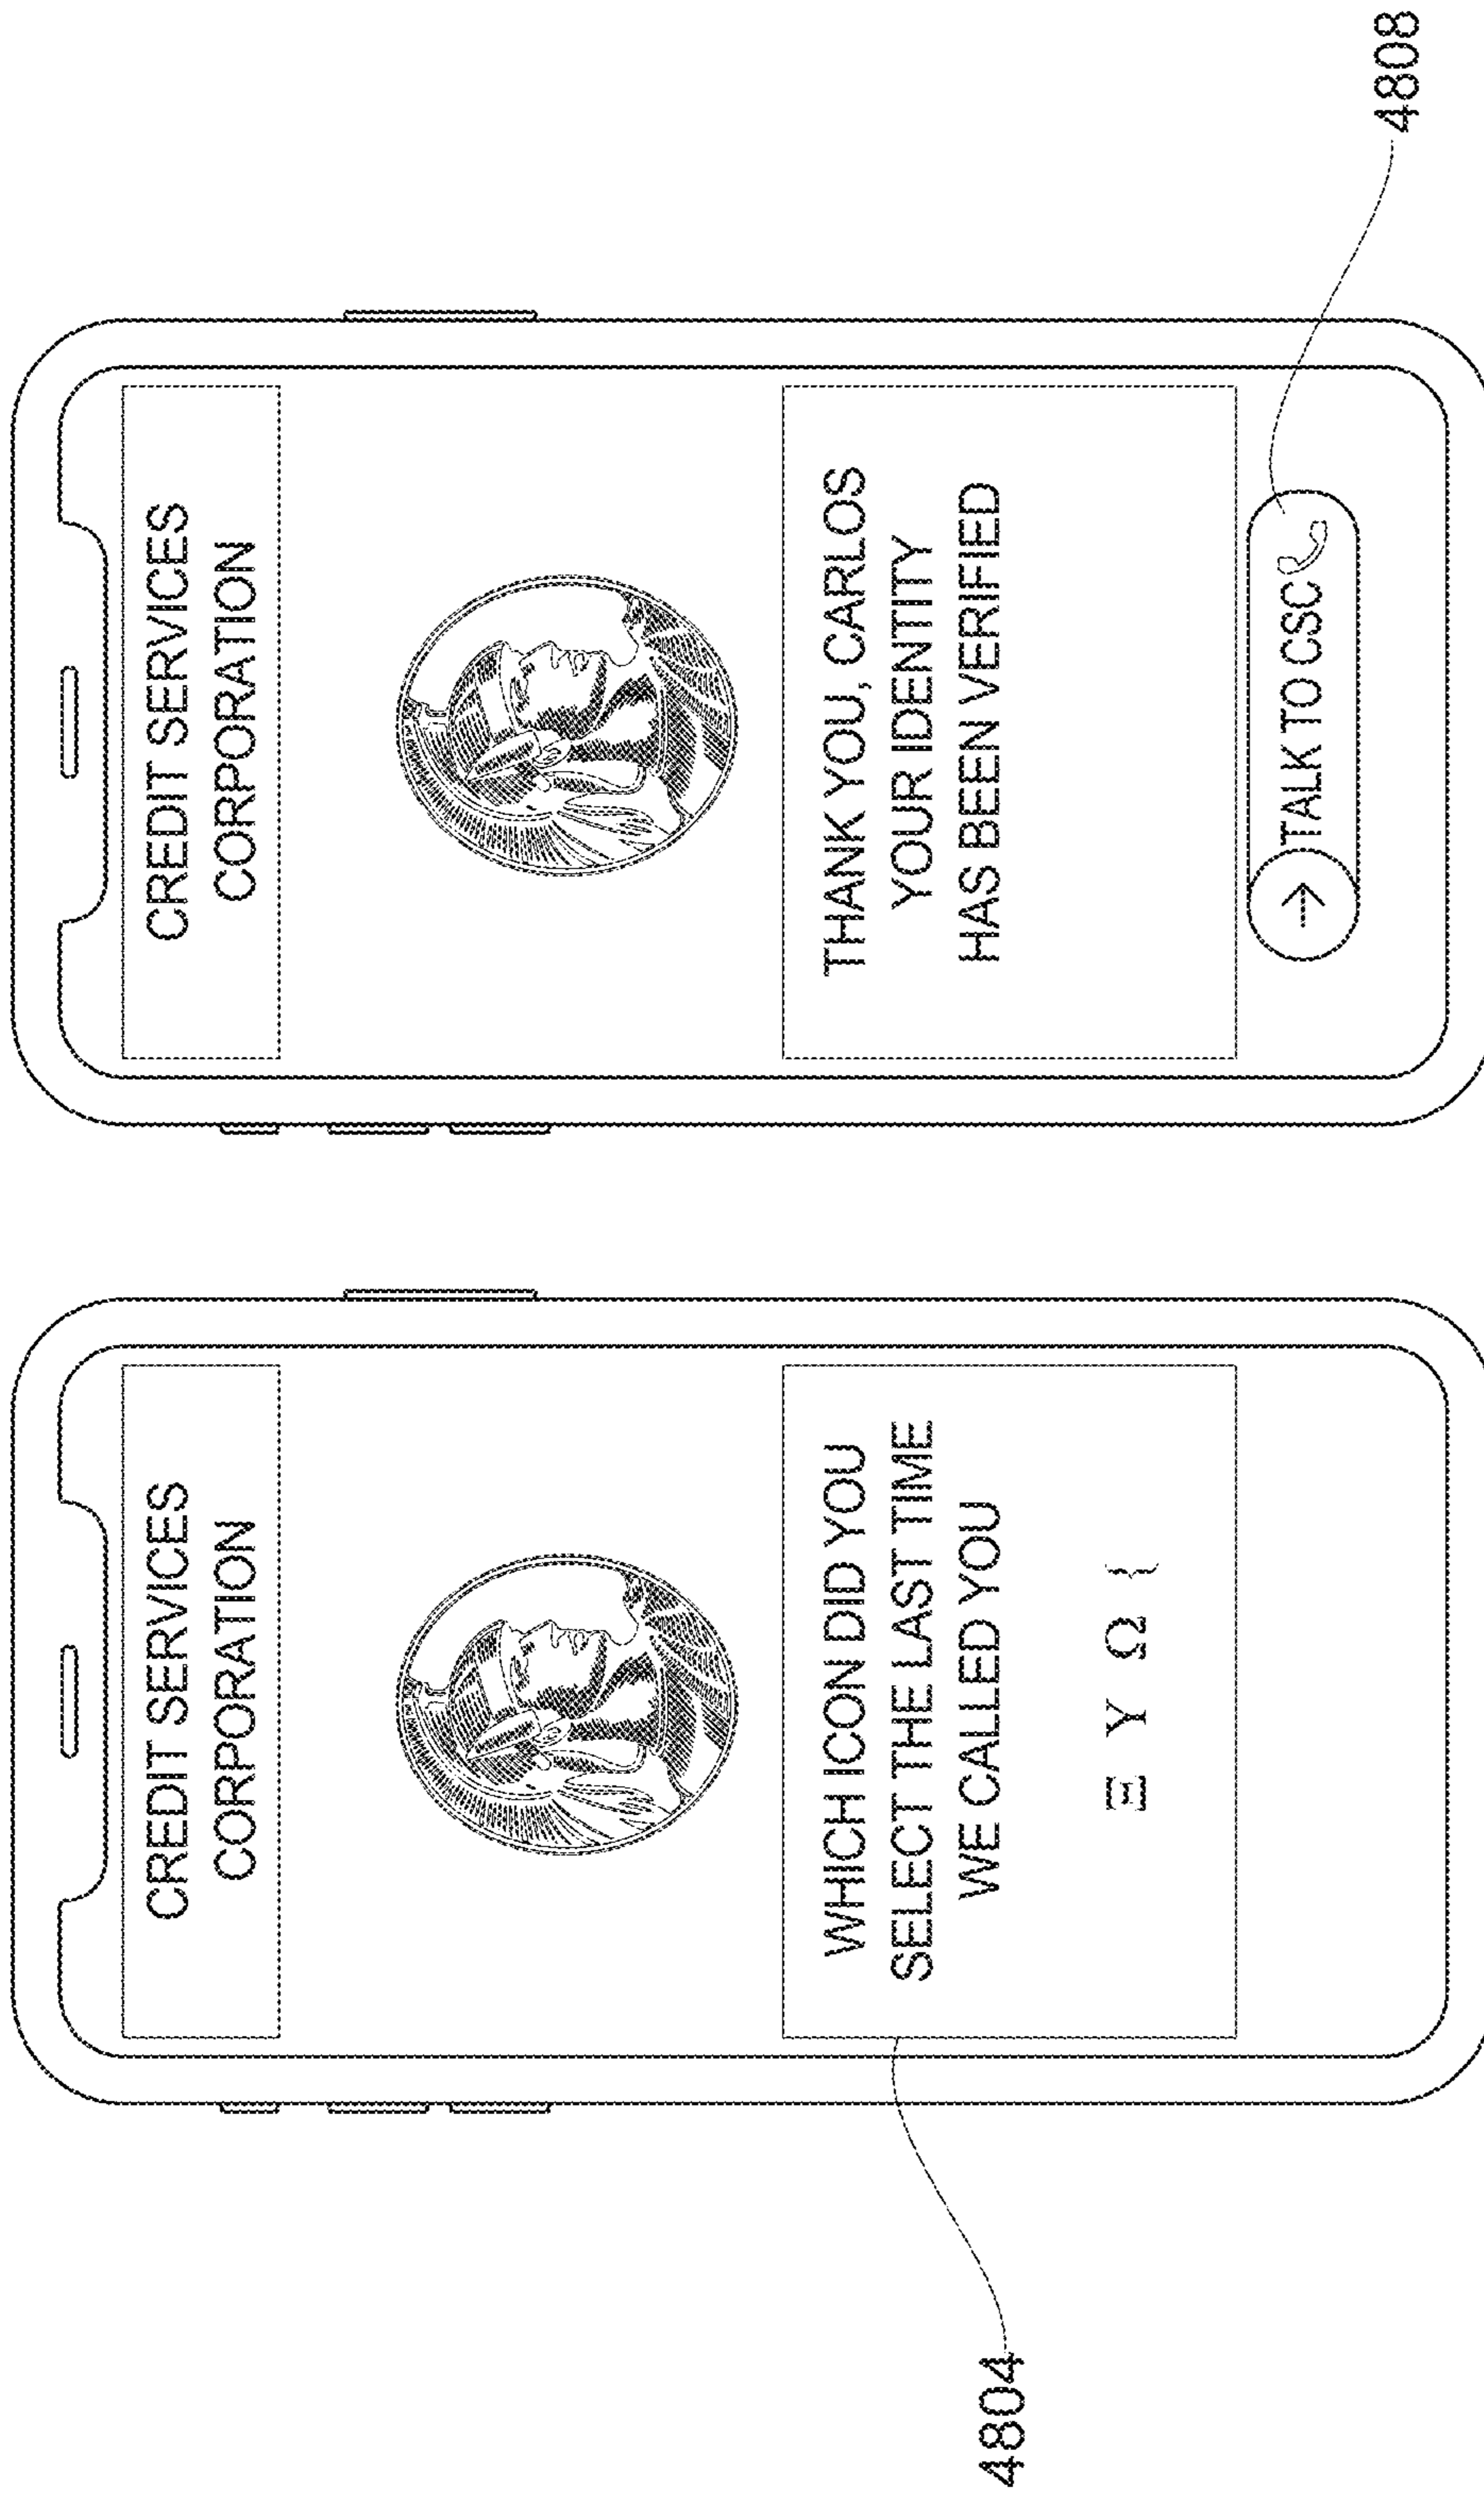 CREDIT SERVICES
CORPORATION
WHICH ICON DID YOU
SELECT THE LAST TIME
WE CALLED YOU
Ξ Υ Ω {
4804
CREDIT SERVICES
CORPORATION
THANK YOU, CARLOS
YOUR IDENTITY
HAS BEEN VERIFIED
TALK TO CSC
4808